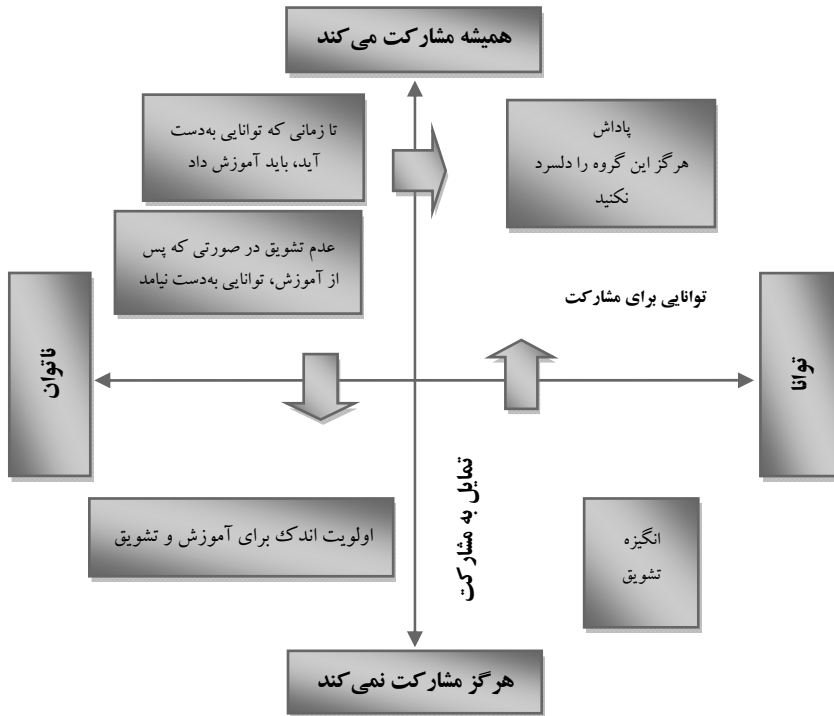 همیشه مشارکت می‌کند
پاداش
هرگز این گروه را دلسرد
نکنید
تا زمانی که توانایی به‌دست
آید، باید آموزش داد
عدم تشویق در صورتی که پس
از آموزش، توانایی به‌دست نیامد
توانایی برای مشارکت
توانا
ناتوان
تمایل به مشارکت
انگیزه
تشویق
اولویت اندک برای آموزش و تشویق
هرگز مشارکت نمی‌کند